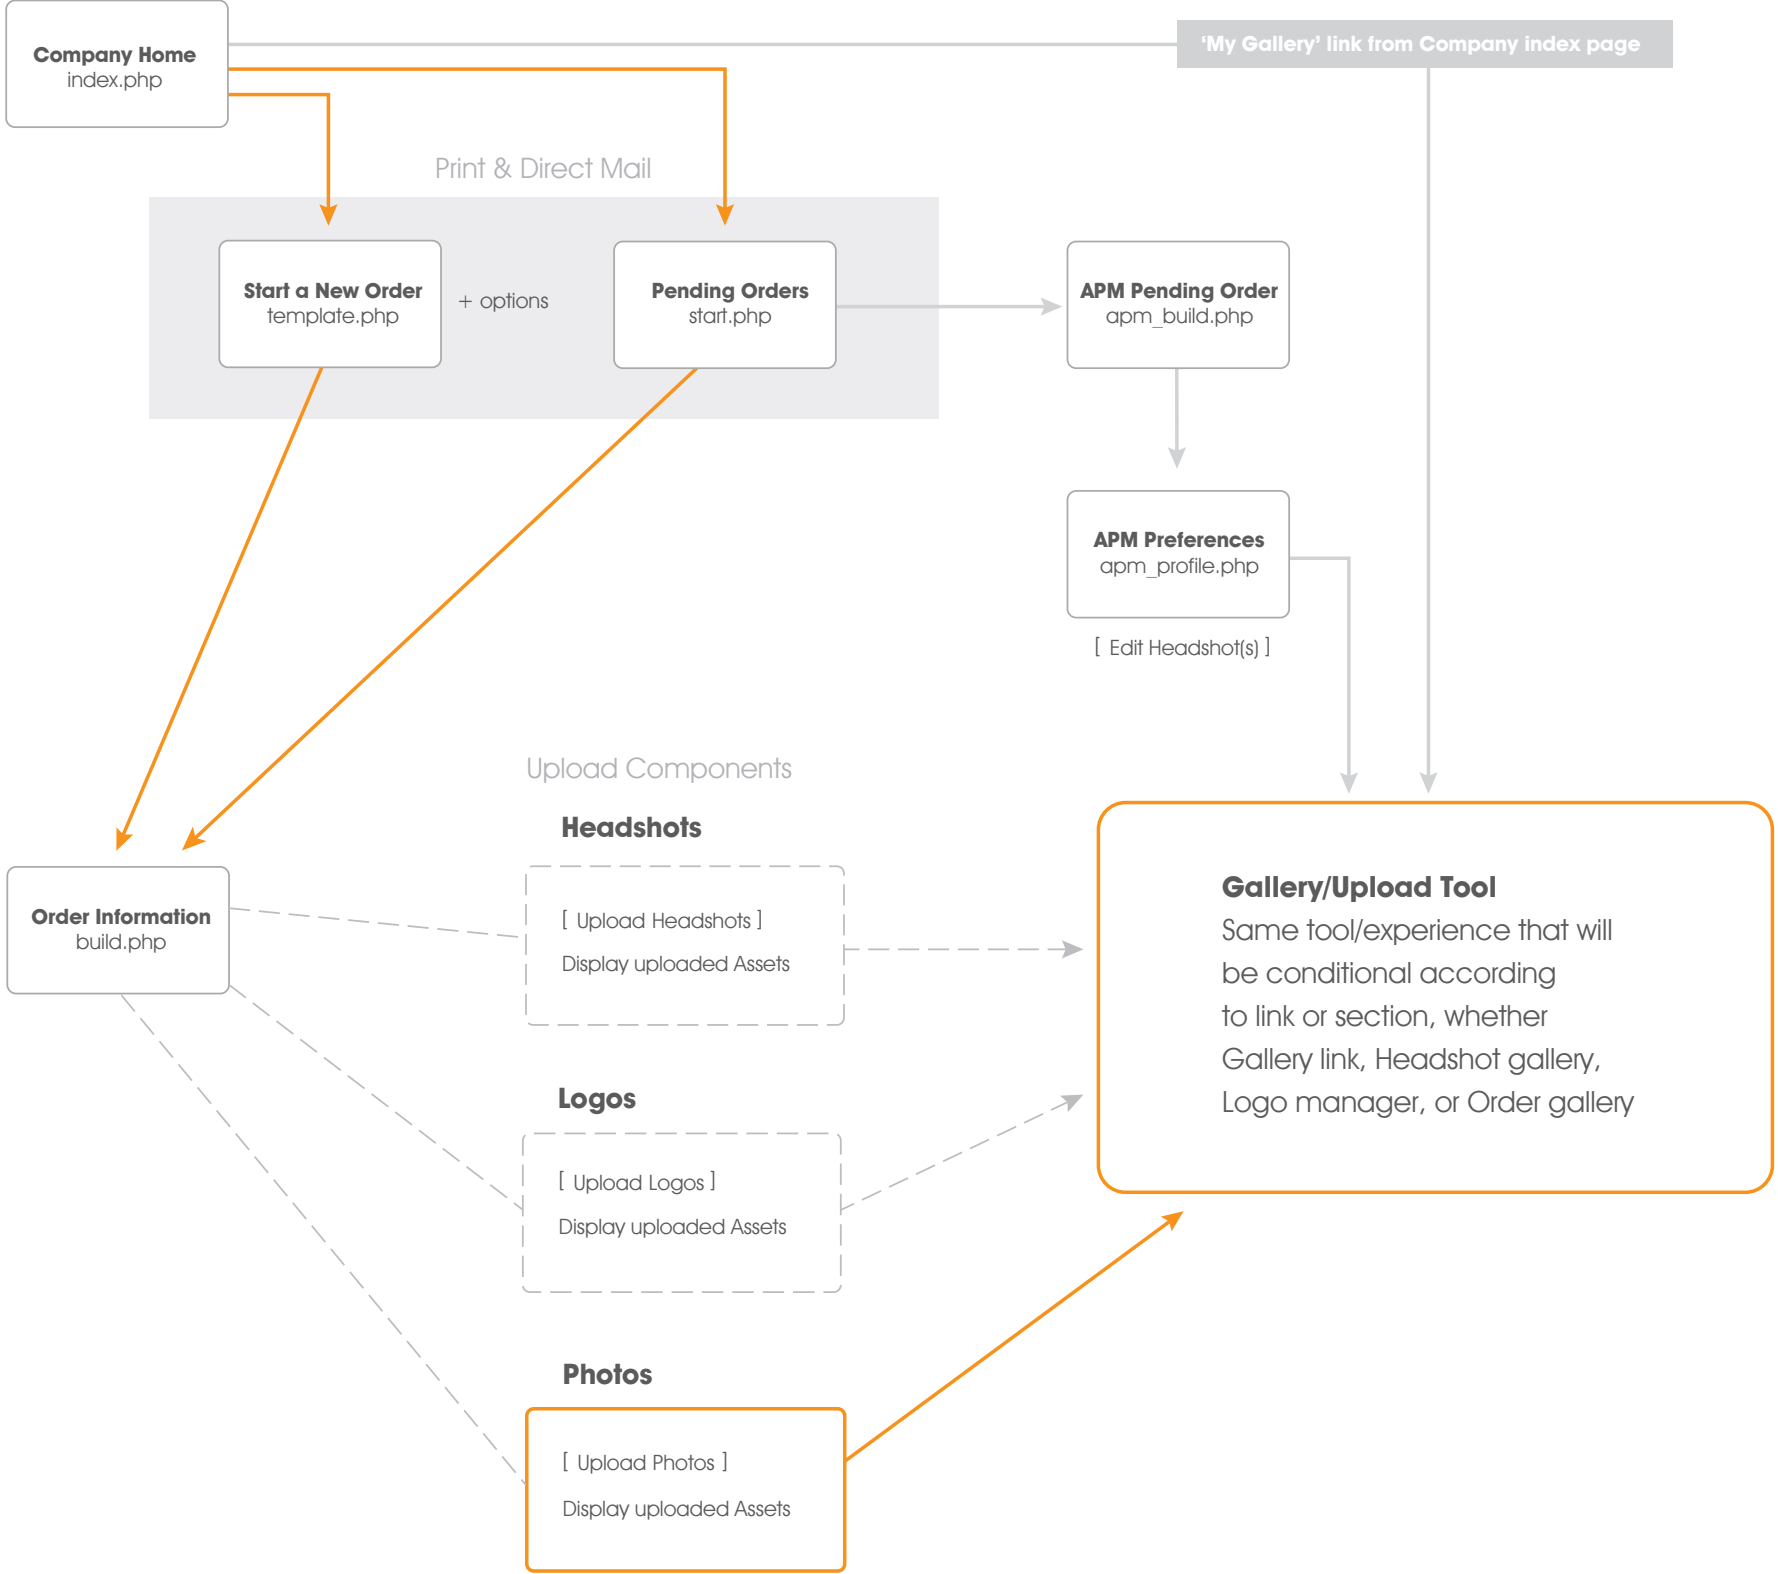 Company Home
index.php
‘My Gallery’ link from Company index page
Print & Direct Mail
Start a New Order
template.php
+ options
Pending Orders
start.php
APM Pending Order
apm_build.php
APM Preferences
apm_profile.php
[ Edit Headshot(s) ]
Upload Components
Headshots
Order Information
build.php
[ Upload Headshots ]
Display uploaded Assets
Logos
[ Upload Logos ]
Display uploaded Assets
Photos
[ Upload Photos ]
Display uploaded Assets
Gallery/Upload Tool
Same tool/experience that will
be conditional according
to link or section, whether
Gallery link, Headshot gallery,
Logo manager, or Order gallery